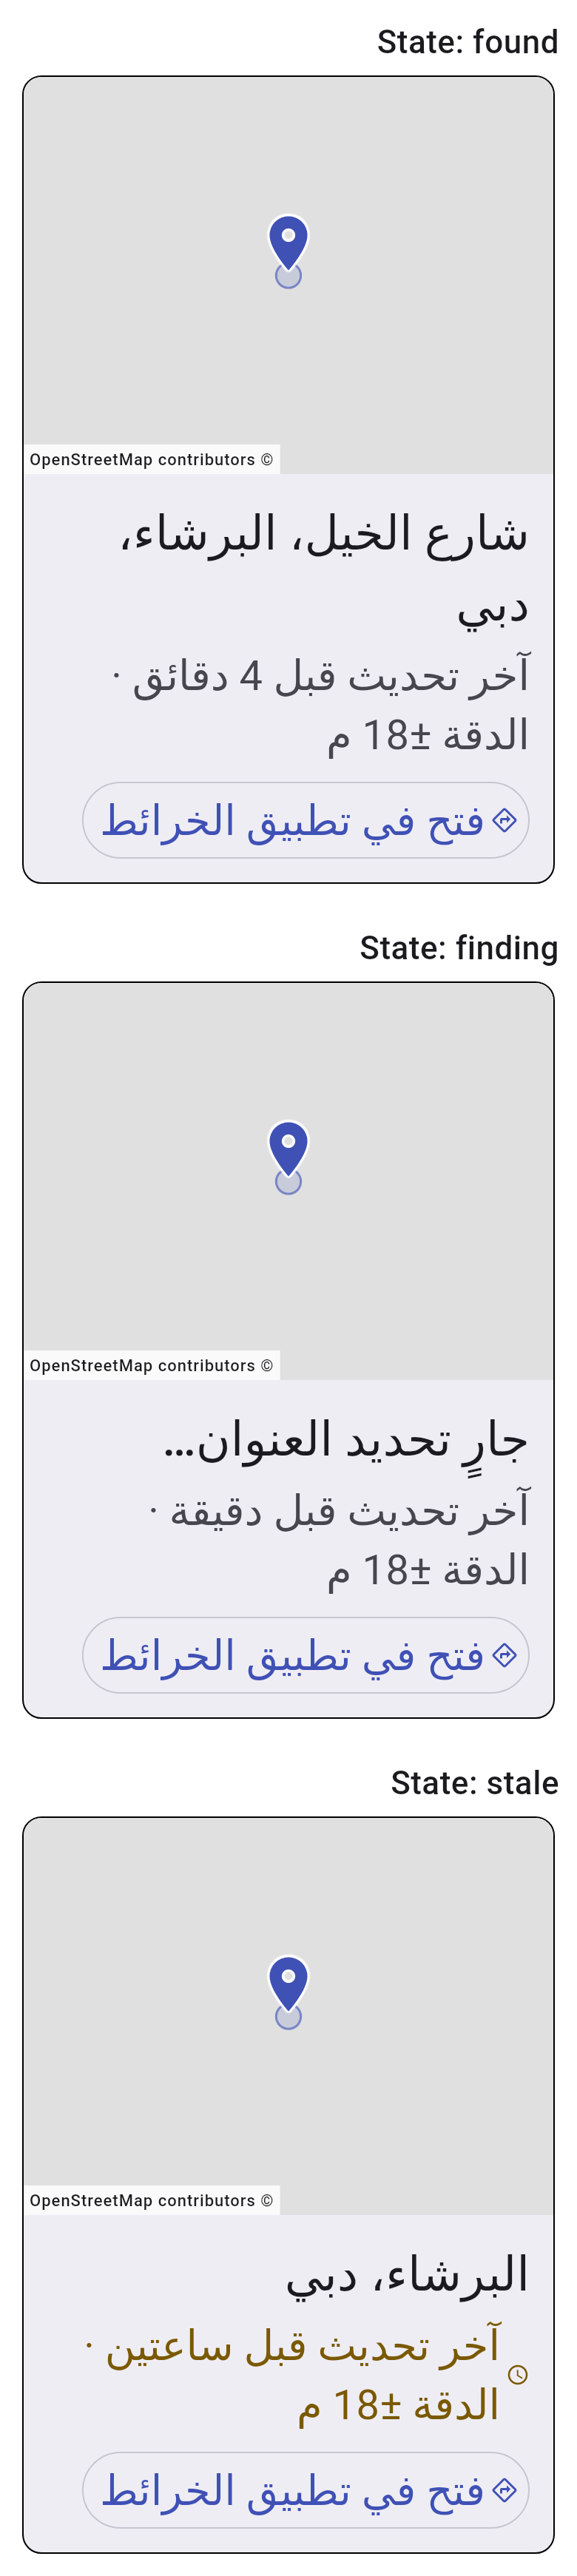 State: found
OpenStreetMap contributors ©
شارع الخيل، البرشاء،
دبي
آخر تحديث قبل 4 دقائق ·
الدقة ±18 م
فتح في تطبيق الخرائط
State: finding
OpenStreetMap contributors ©
جارٍ تحديد العنوان...
آخر تحديث قبل دقيقة ·
الدقة ±18 م
فتح في تطبيق الخرائط
State: stale
OpenStreetMap contributors ©
البرشاء، دبي
آخر تحديث قبل ساعتين ·
الدقة ±18 م
فتح في تطبيق الخرائط